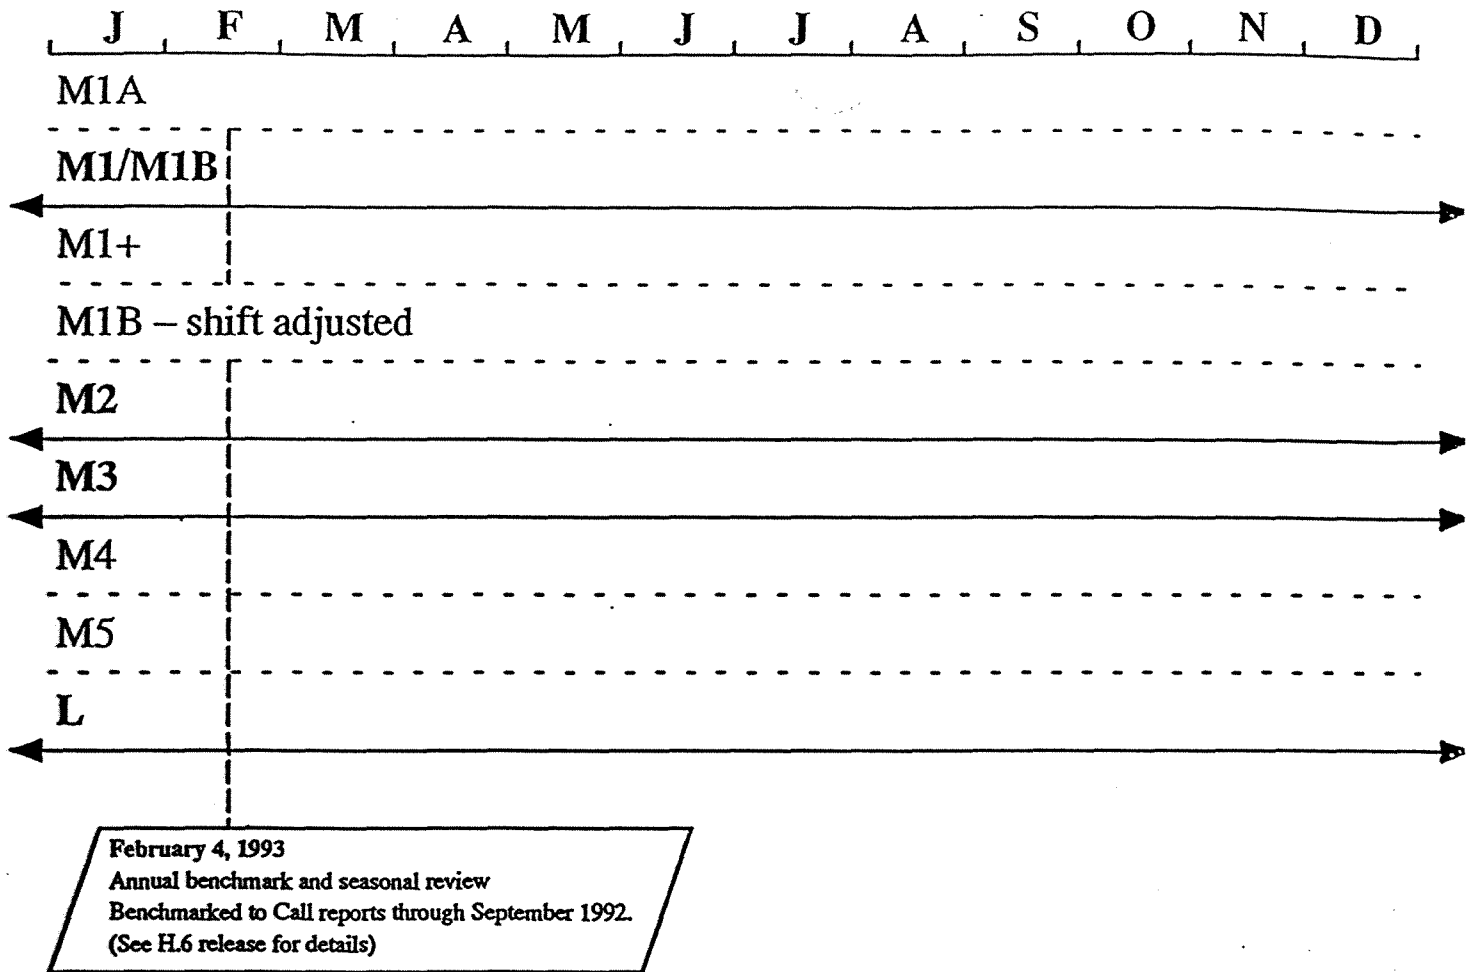 J F M A M J J A S O N D
M1A
M1/M1B
M1+
M1B – shift adjusted
M2
M3
M4
M5
L
February 4, 1993
Annual benchmark and seasonal review
Benchmarked to Call reports through September 1992.
(See H.6 release for details)